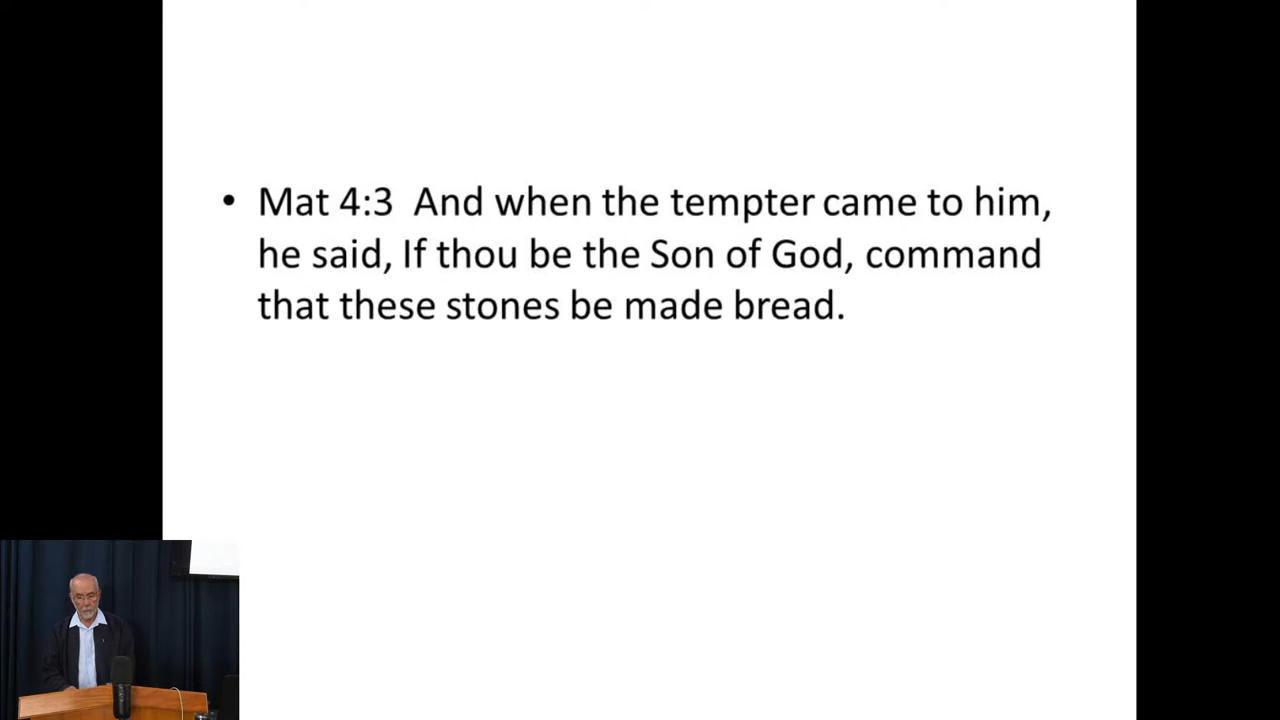 • Mat 4:3  And when the tempter came to him,
he said, If thou be the Son of God, command
that these stones be made bread.